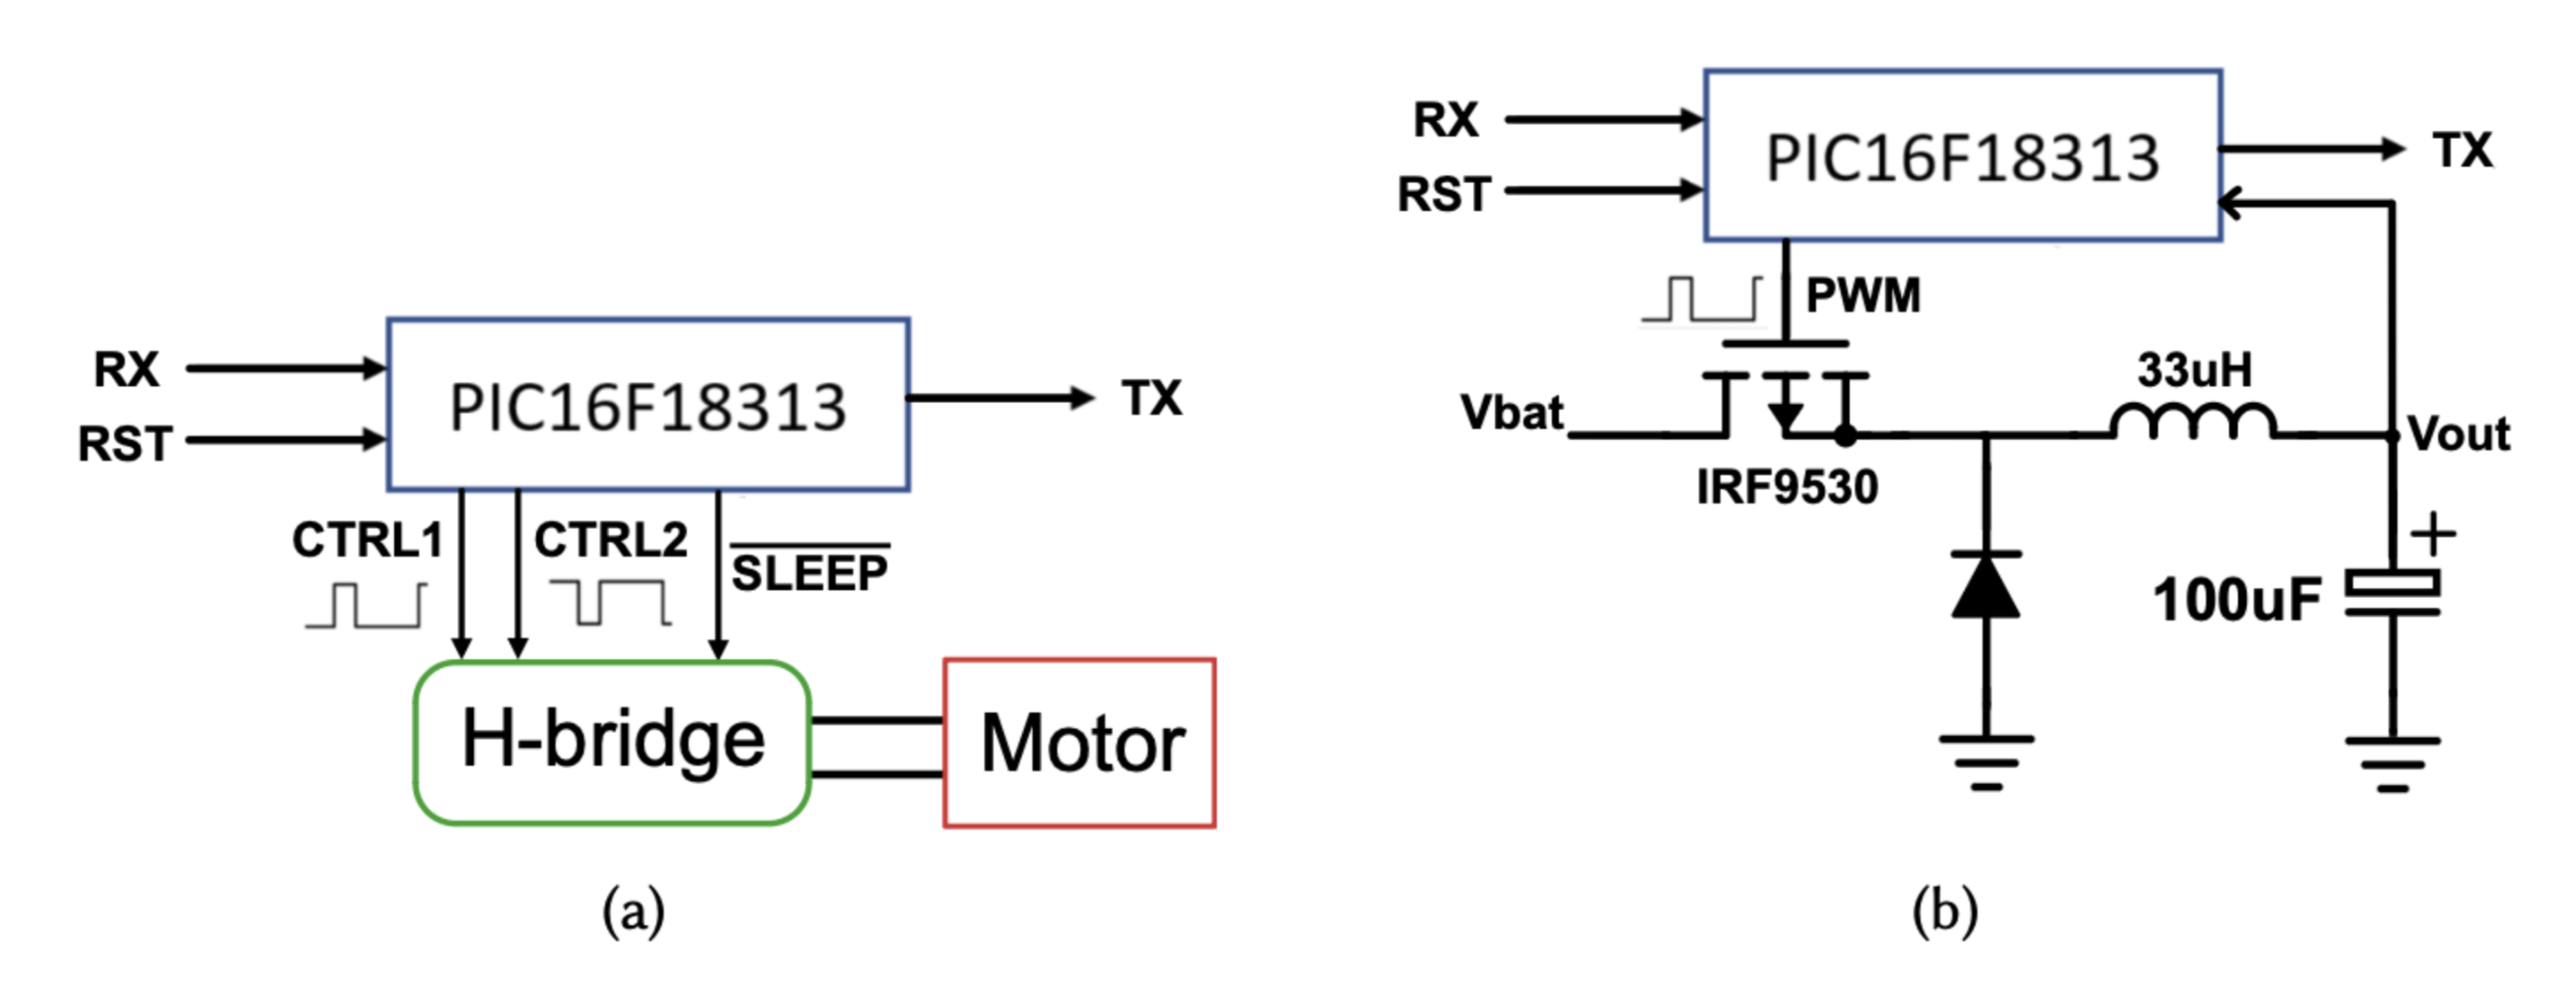 RX
RST
PIC16F18313
TX
CTRL1
CTRL2
SLEEP
H-bridge
Motor
(a)
RX
RST
PIC16F18313
TX
PWM
Vbat
IRF9530
33uH
Vout
+
100uF
(b)